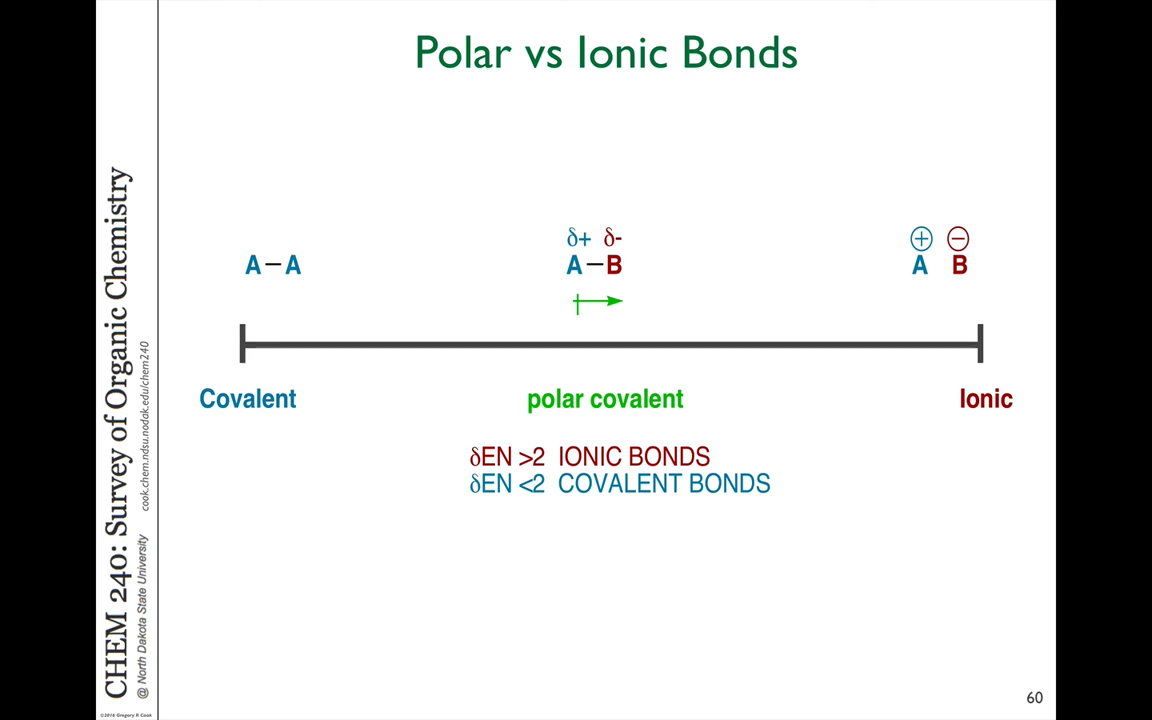 Polar vs Ionic Bonds
CHEM 240: Survey of Organic Chemistry
@ North Dakota State University cook.chem.ndsu.nodak.edu/chem240
δ+ δ-
+ −
A – A
A – B
A B
Covalent
polar covalent
Ionic
δEN >2 IONIC BONDS
δEN <2 COVALENT BONDS
60
©2016 Gregory R Cook